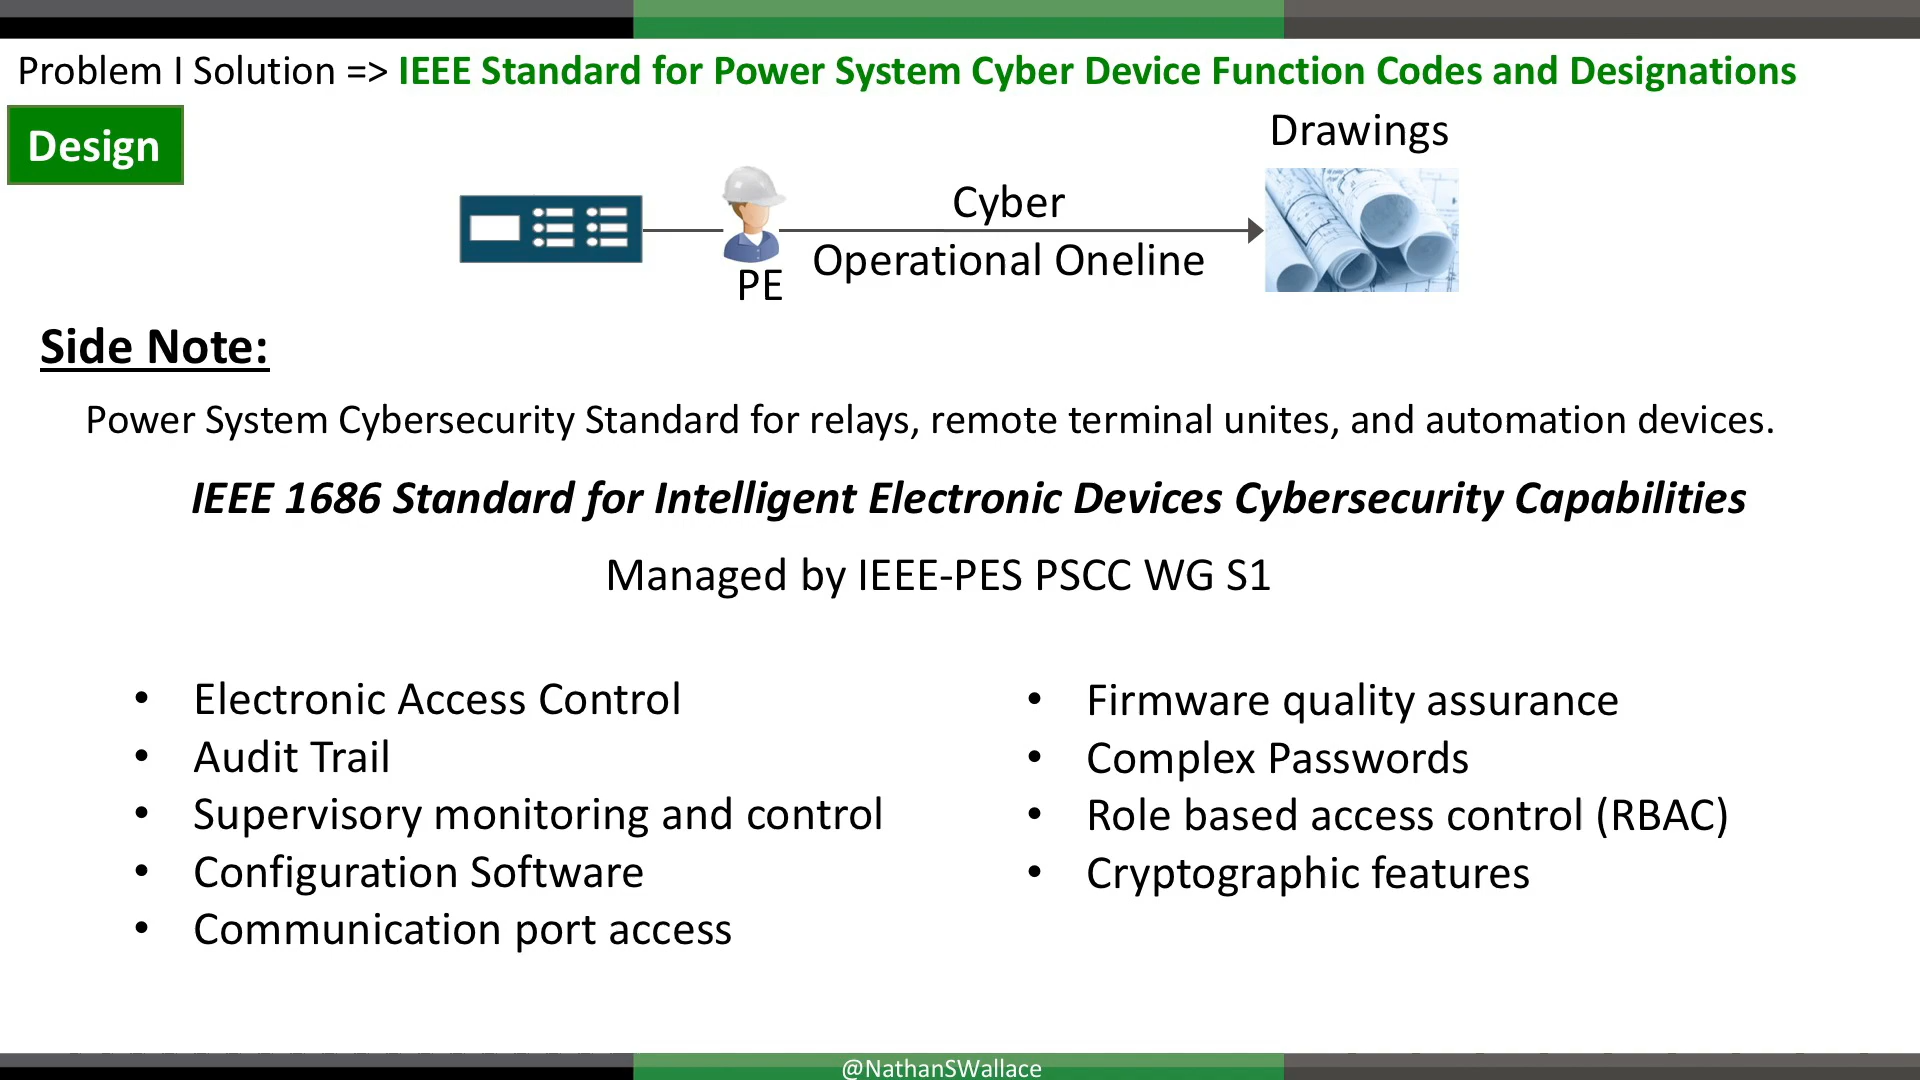 Problem I Solution => IEEE Standard for Power System Cyber Device Function Codes and Designations
Design
Drawings
Cyber
Operational Oneline
PE
Side Note:
Power System Cybersecurity Standard for relays, remote terminal unites, and automation devices.
IEEE 1686 Standard for Intelligent Electronic Devices Cybersecurity Capabilities
Managed by IEEE-PES PSCC WG S1
• Electronic Access Control
• Audit Trail
• Supervisory monitoring and control
• Configuration Software
• Communication port access
• Firmware quality assurance
• Complex Passwords
• Role based access control (RBAC)
• Cryptographic features
@NathanSWallace